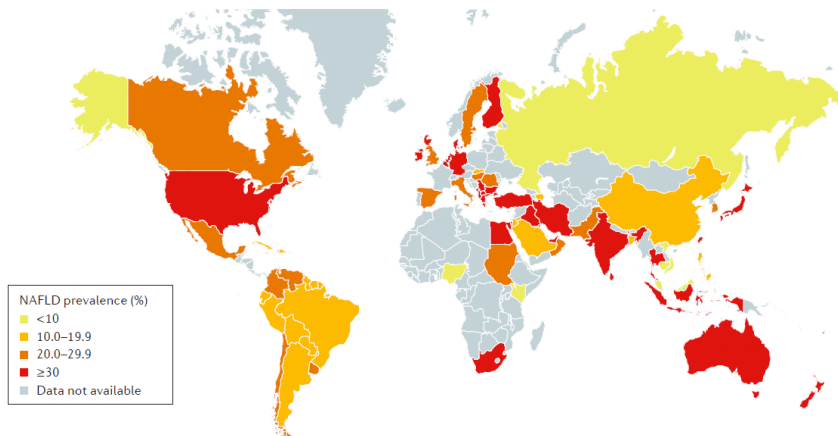 NAFLD prevalence (%)
<10
10.0–19.9
20.0–29.9
≥30
Data not available